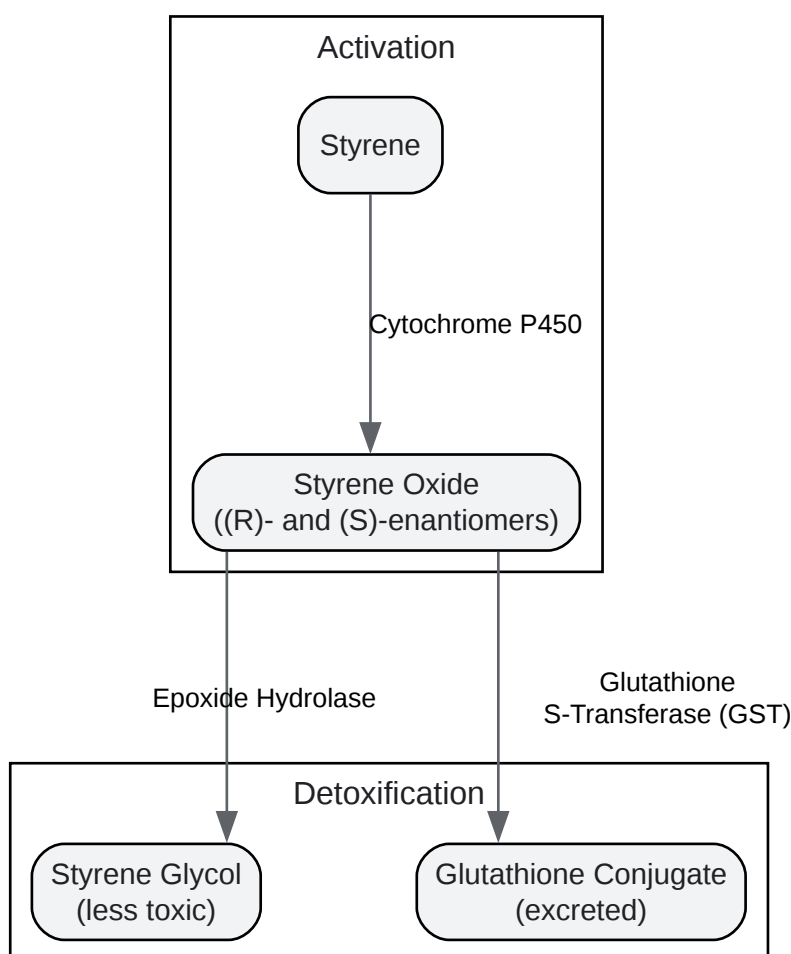 Activation
Styrene
Cytochrome P450
Styrene Oxide
((R)- and (S)-enantiomers)
Epoxide Hydrolase
Glutathione
S-Transferase (GST)
Detoxification
Styrene Glycol
(less toxic)
Glutathione Conjugate
(excreted)